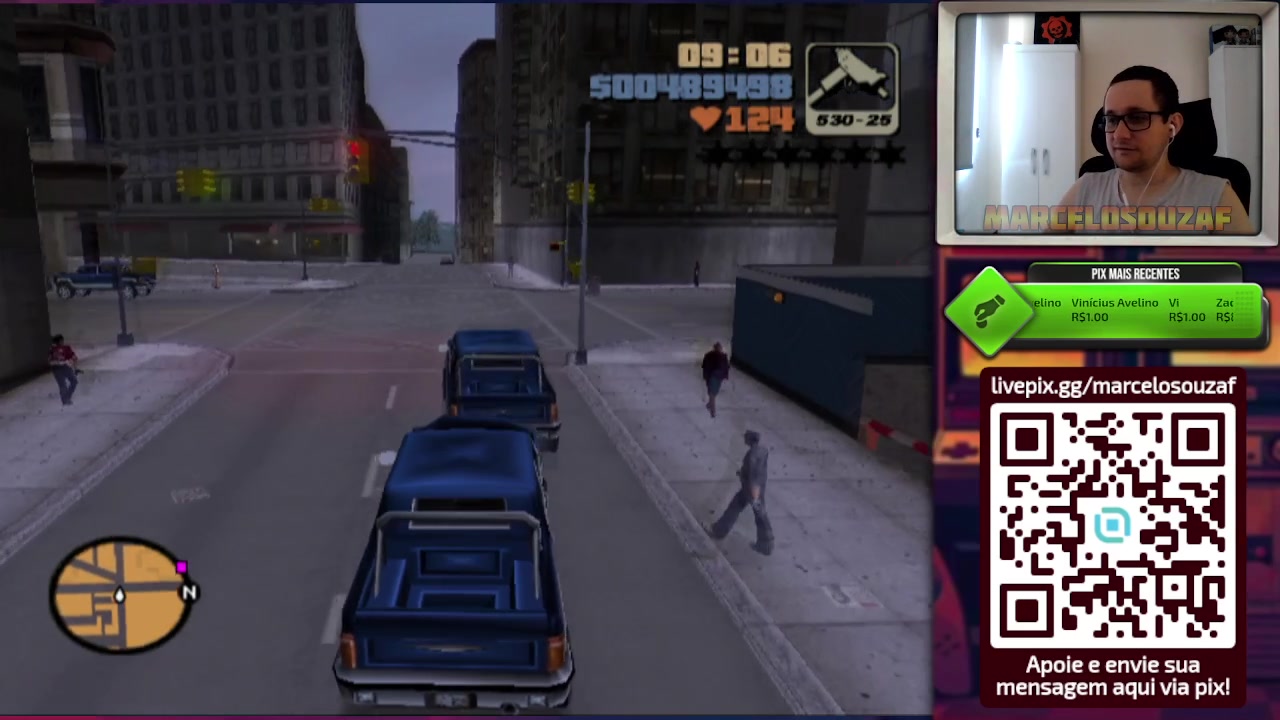 09:06
$00489498
124
530-25
N
MARCELOSOUZAF
PIX MAIS RECENTES
elino Vinícius Avelino Vi Zac
R$1.00 R$1.00 R$
livepix.gg/marcelosouzaf
Apoie e envie sua
mensagem aqui via pix!